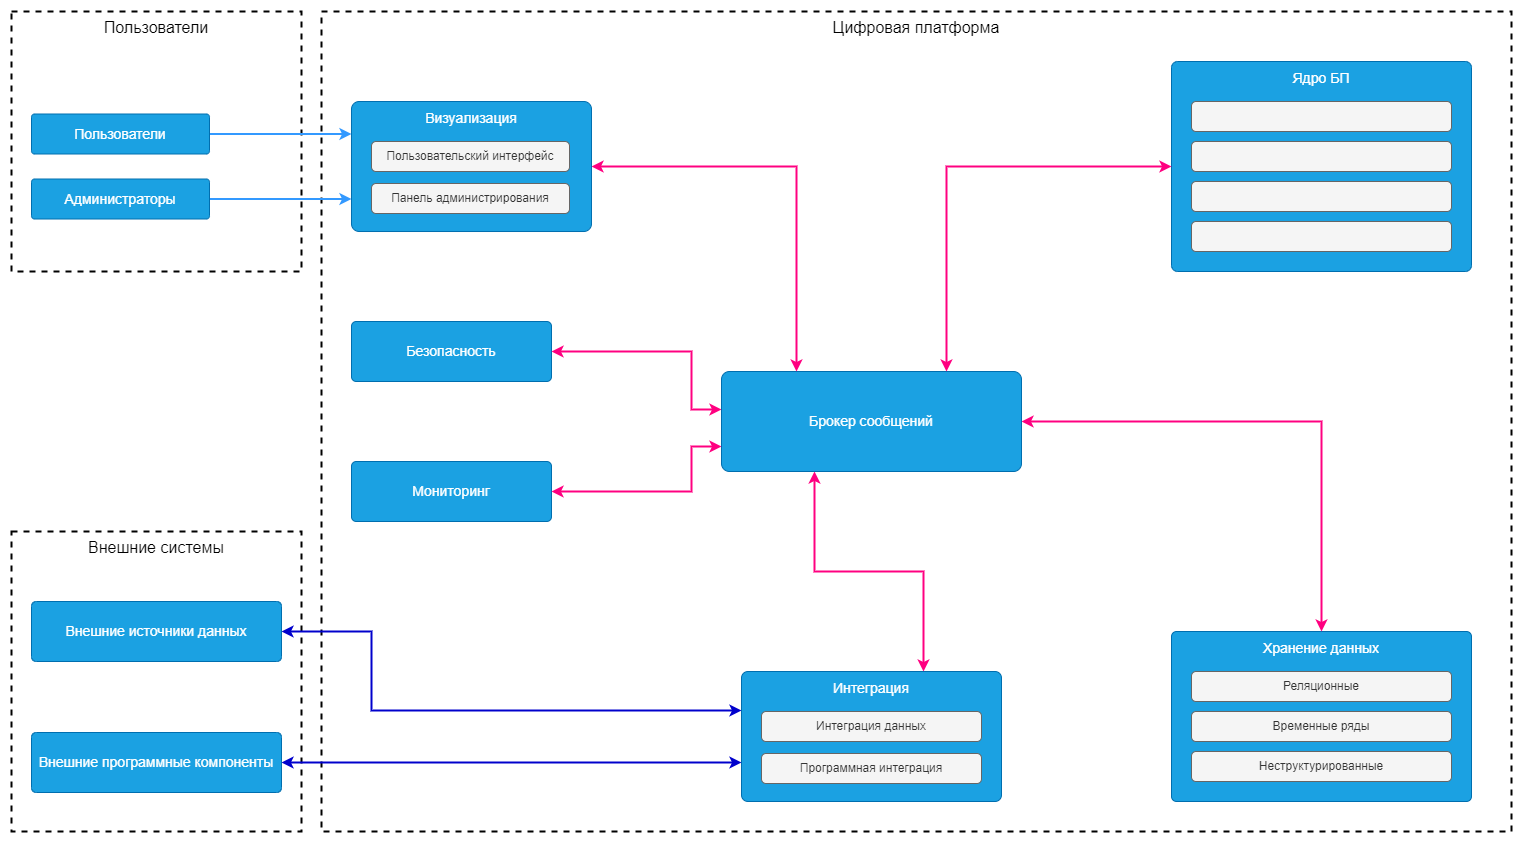 Пользователи
Цифровая платформа
Пользователи
Администраторы
Визуализация
Пользовательский интерфейс
Панель администрирования
Ядро БП
Безопасность
Мониторинг
Брокер сообщений
Внешние системы
Внешние источники данных
Внешние программные компоненты
Интеграция
Интеграция данных
Программная интеграция
Хранение данных
Реляционные
Временные ряды
Неструктурированные